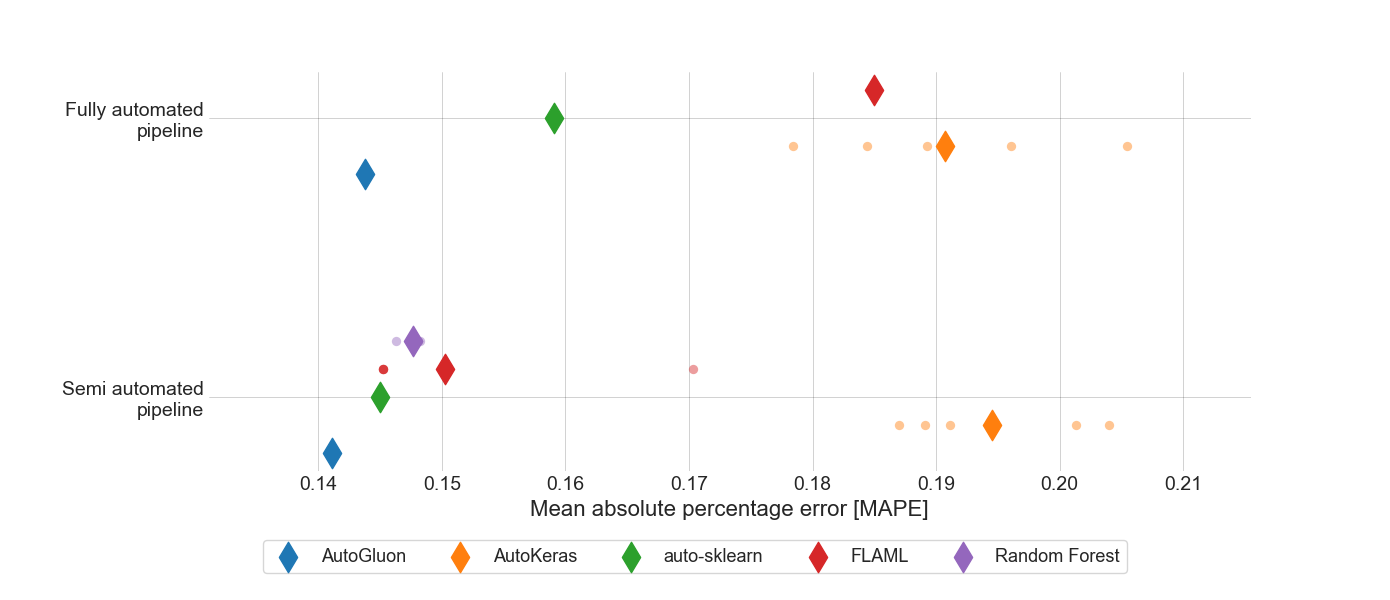 Fully automated
pipeline
Semi automated
pipeline
0.14 0.15 0.16 0.17 0.18 0.19 0.20 0.21
Mean absolute percentage error [MAPE]
AutoGluon AutoKeras auto-sklearn FLAML Random Forest